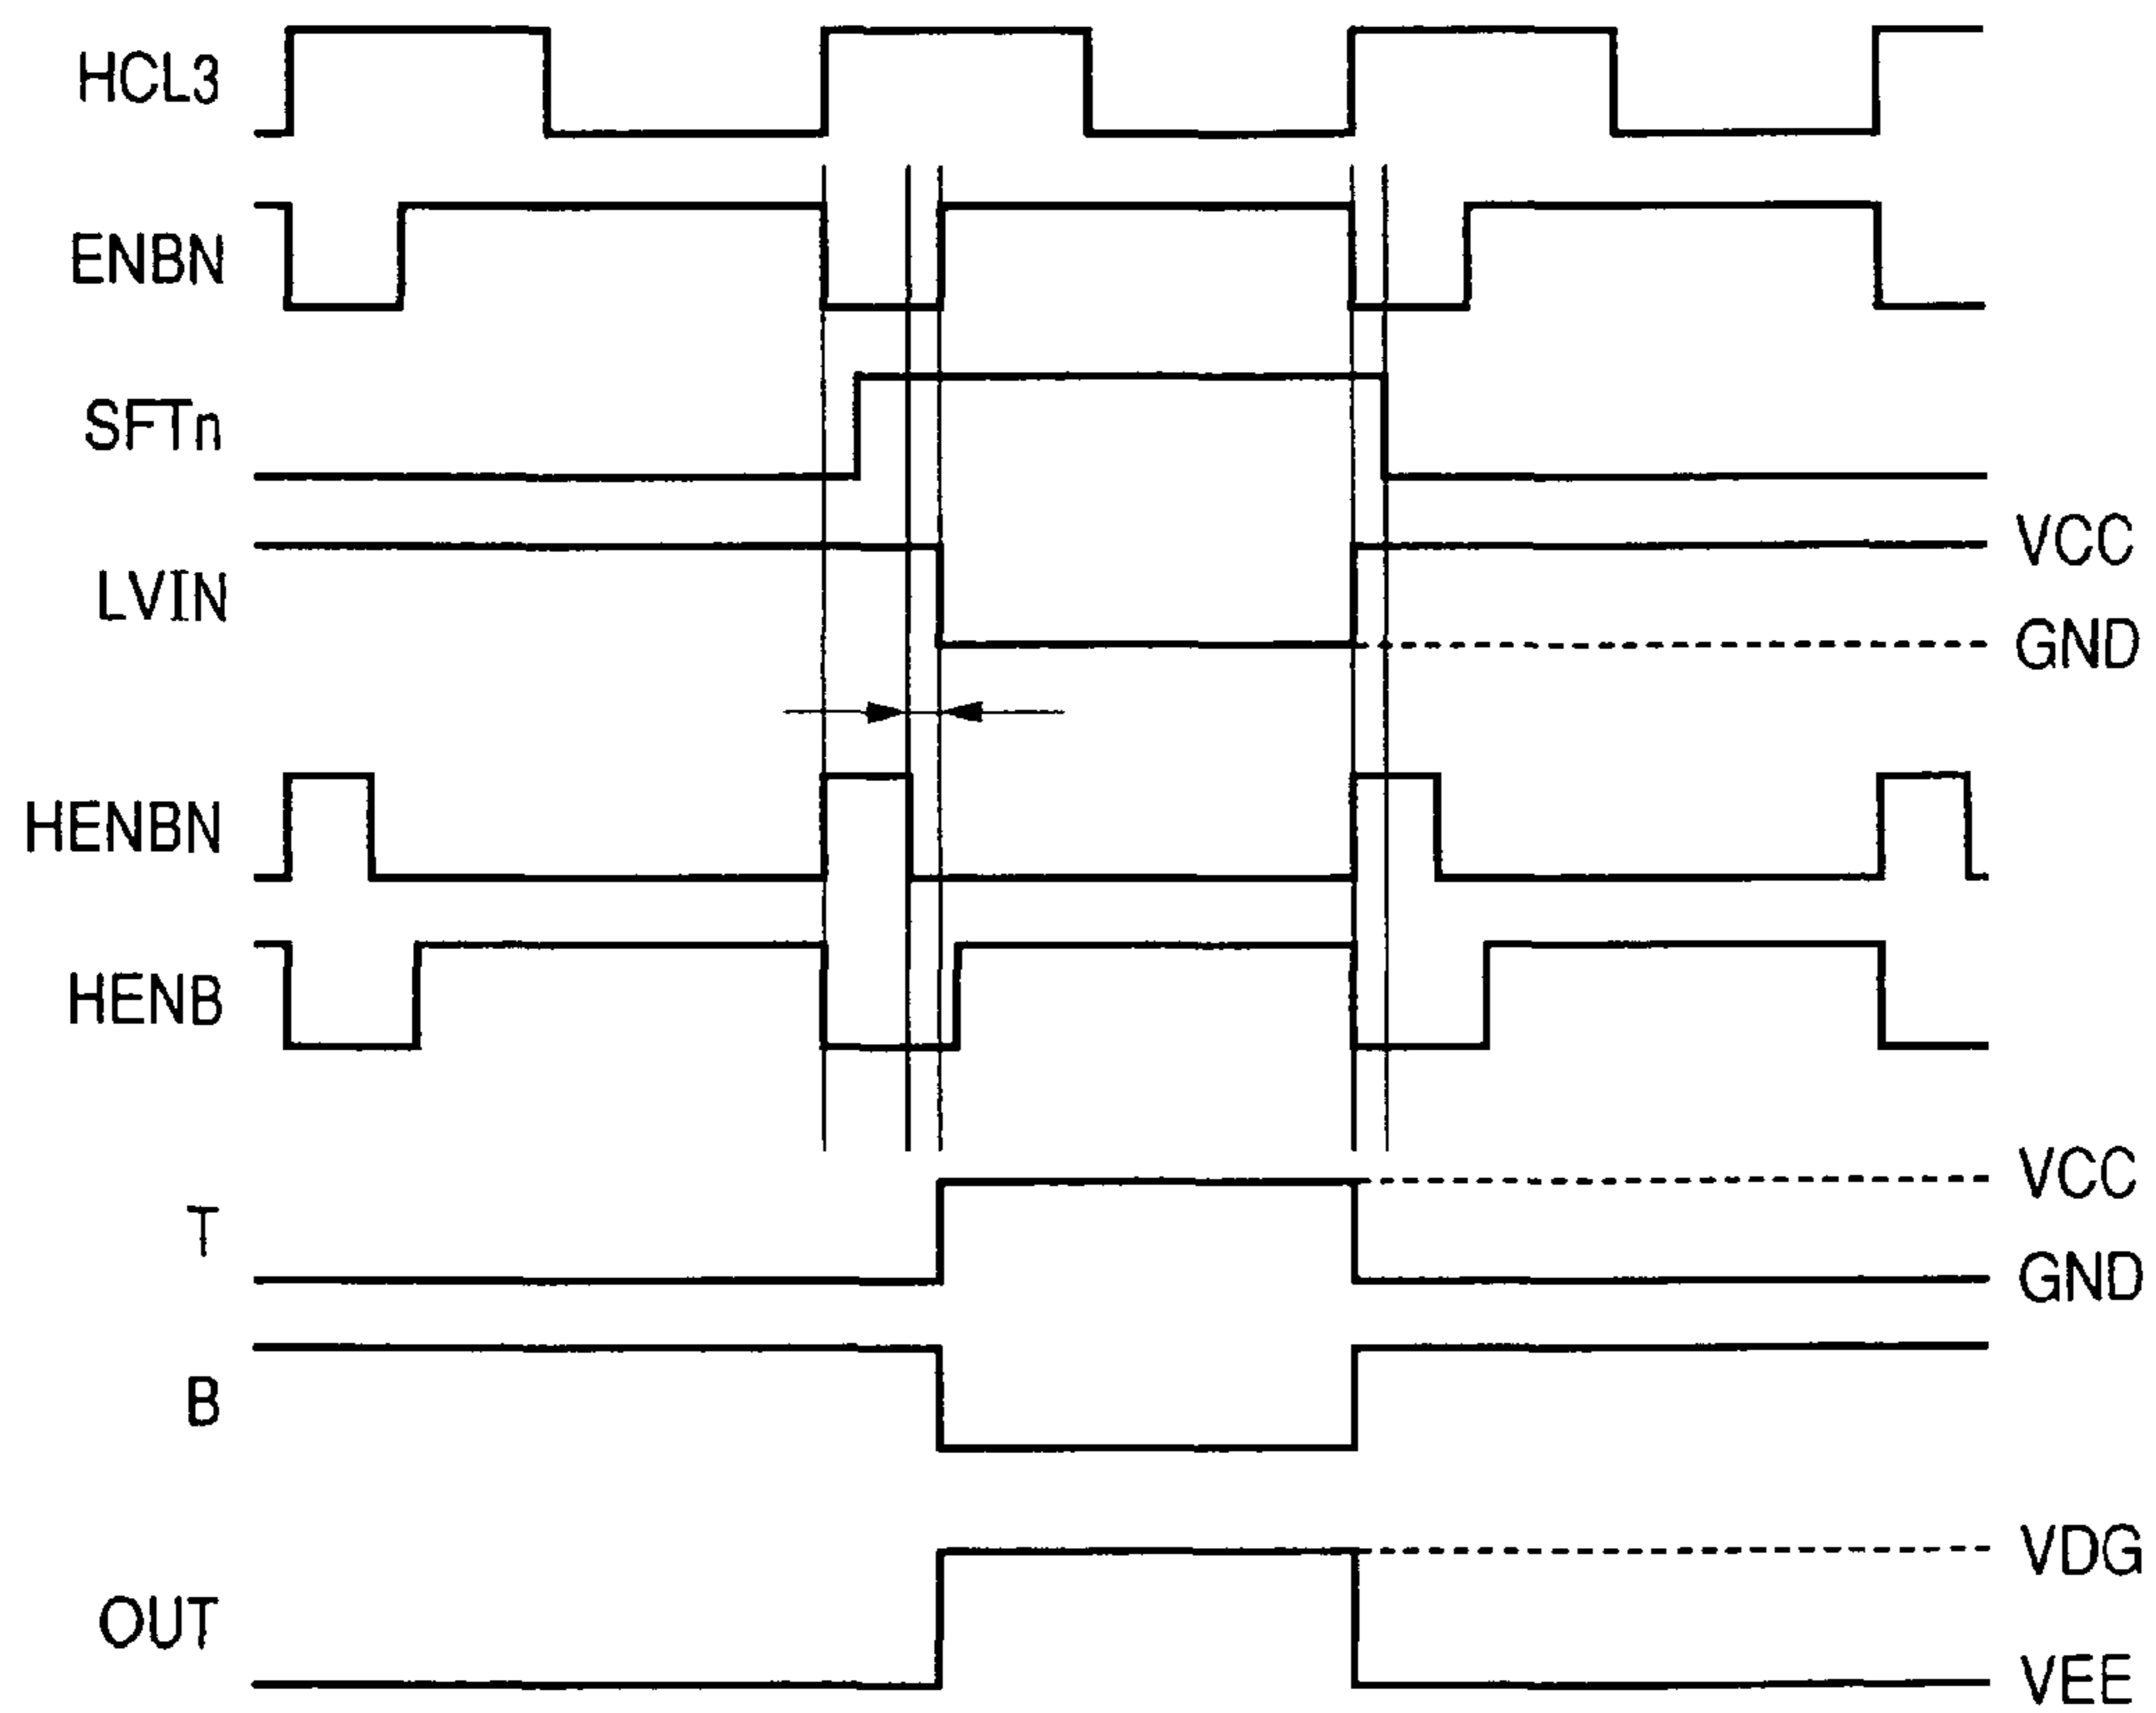 HCL3
ENBN
SFTn
VCC
LVIN
GND
HENBN
HENB
VCC
T
GND
B
VDG
OUT
VEE